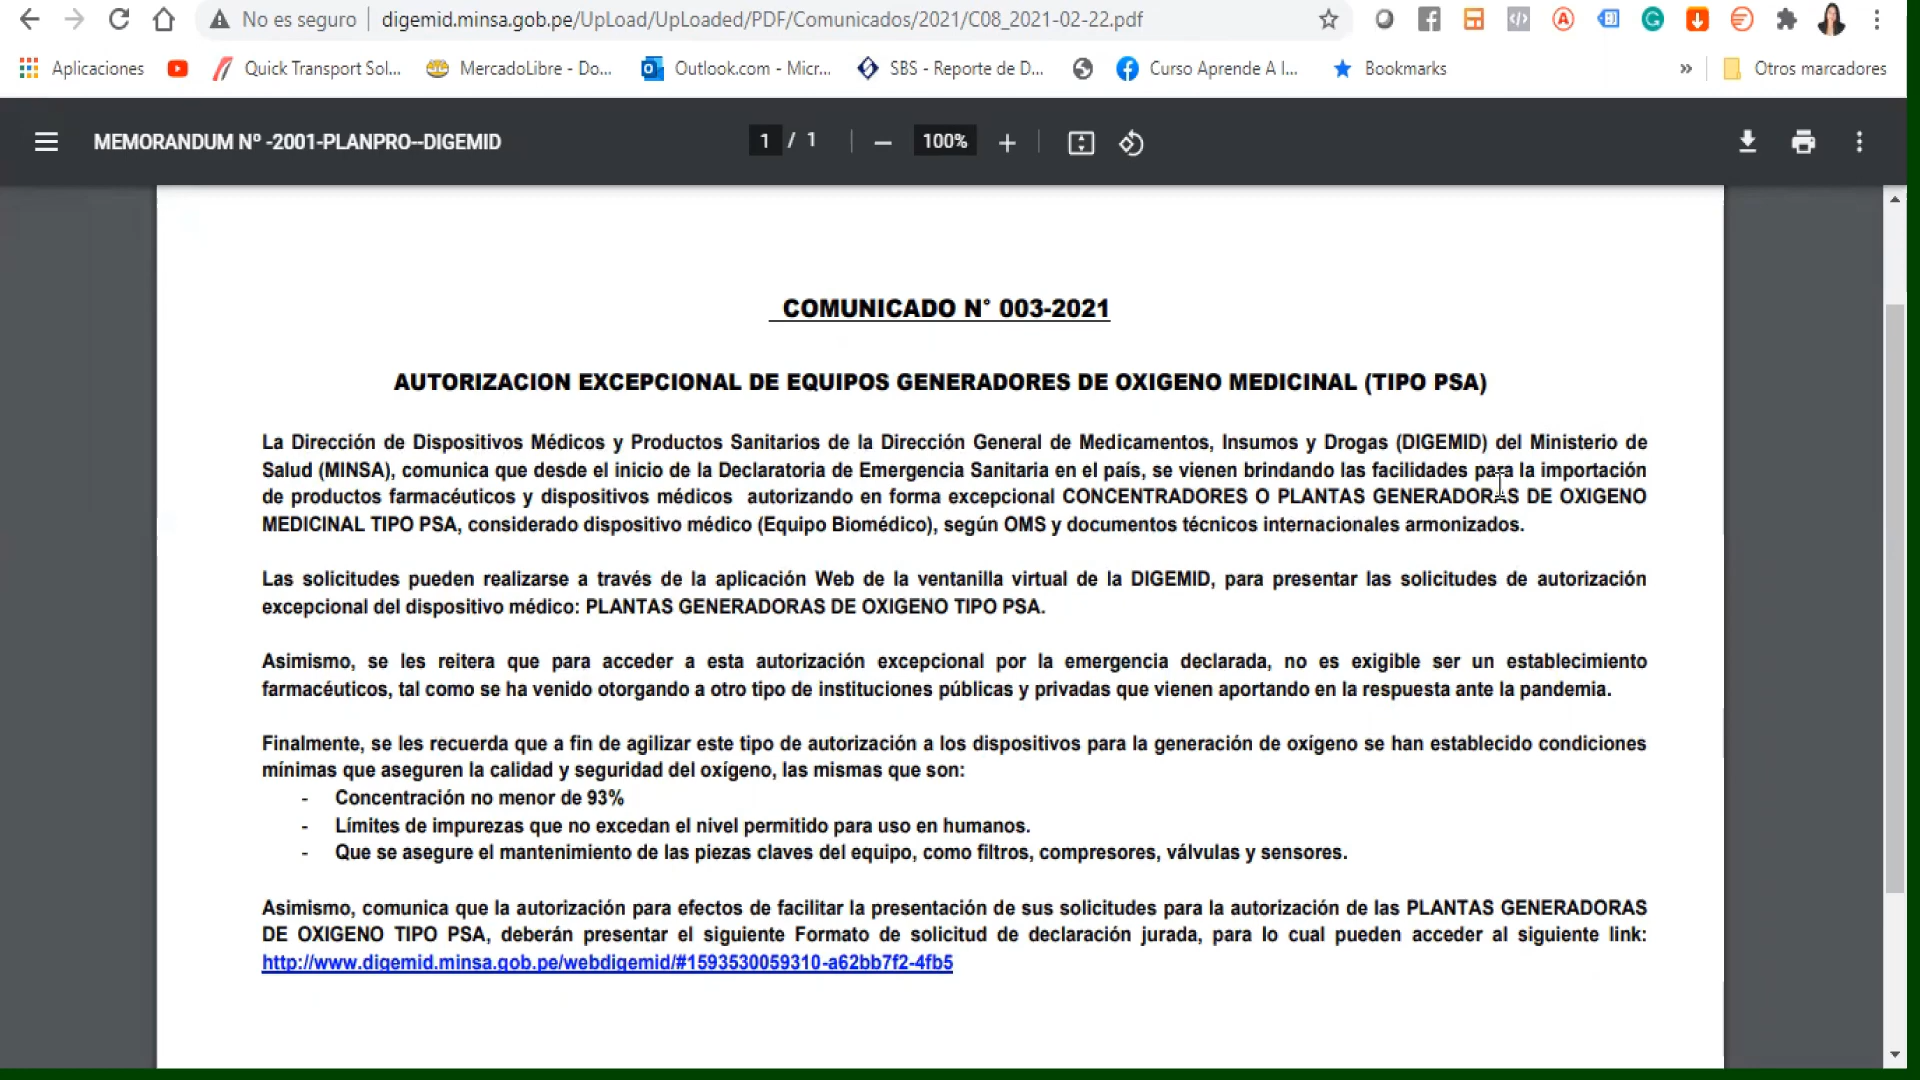 No es seguro | digemid.minsa.gob.pe/UpLoad/UpLoaded/PDF/Comunicados/2021/C08_2021-02-22.pdf
Aplicaciones Quick Transport Sol... MercadoLibre - Do... Outlook.com - Micr... SBS - Reporte de D... Curso Aprende A I... Bookmarks » Otros marcadores
MEMORANDUM Nº -2001-PLANPRO--DIGEMID 1 / 1 — 100% +
COMUNICADO N° 003-2021
AUTORIZACION EXCEPCIONAL DE EQUIPOS GENERADORES DE OXIGENO MEDICINAL (TIPO PSA)
La Dirección de Dispositivos Médicos y Productos Sanitarios de la Dirección General de Medicamentos, Insumos y Drogas (DIGEMID) del Ministerio de
Salud (MINSA), comunica que desde el inicio de la Declaratoria de Emergencia Sanitaria en el país, se vienen brindando las facilidades para la importación
de productos farmacéuticos y dispositivos médicos autorizando en forma excepcional CONCENTRADORES O PLANTAS GENERADORAS DE OXIGENO
MEDICINAL TIPO PSA, considerado dispositivo médico (Equipo Biomédico), según OMS y documentos técnicos internacionales armonizados.
Las solicitudes pueden realizarse a través de la aplicación Web de la ventanilla virtual de la DIGEMID, para presentar las solicitudes de autorización
excepcional del dispositivo médico: PLANTAS GENERADORAS DE OXIGENO TIPO PSA.
Asimismo, se les reitera que para acceder a esta autorización excepcional por la emergencia declarada, no es exigible ser un establecimiento
farmacéuticos, tal como se ha venido otorgando a otro tipo de instituciones públicas y privadas que vienen aportando en la respuesta ante la pandemia.
Finalmente, se les recuerda que a fin de agilizar este tipo de autorización a los dispositivos para la generación de oxígeno se han establecido condiciones
mínimas que aseguren la calidad y seguridad del oxígeno, las mismas que son:
- Concentración no menor de 93%
- Límites de impurezas que no excedan el nivel permitido para uso en humanos.
- Que se asegure el mantenimiento de las piezas claves del equipo, como filtros, compresores, válvulas y sensores.
Asimismo, comunica que la autorización para efectos de facilitar la presentación de sus solicitudes para la autorización de las PLANTAS GENERADORAS
DE OXIGENO TIPO PSA, deberán presentar el siguiente Formato de solicitud de declaración jurada, para lo cual pueden acceder al siguiente link:
http://www.digemid.minsa.gob.pe/webdigemid/#1593530059310-a62bb7f2-4fb5